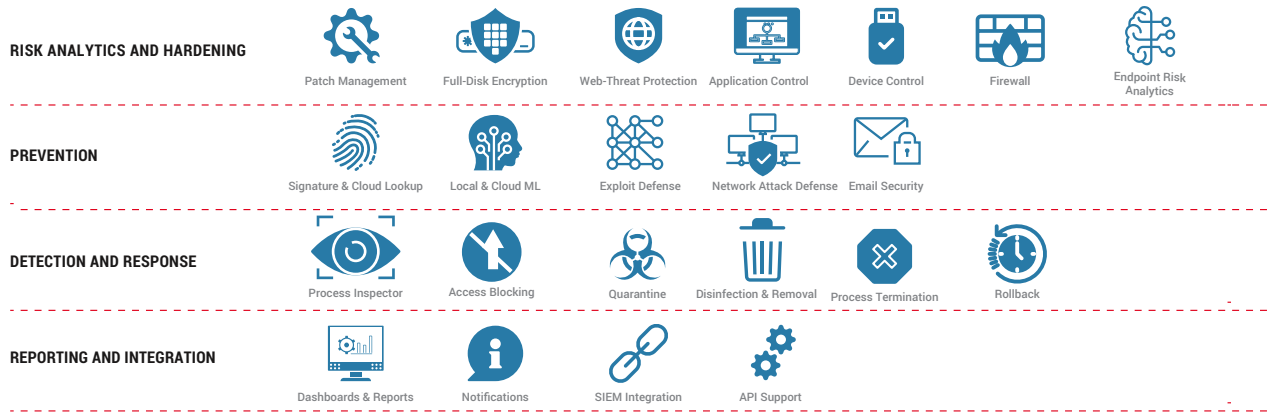 RISK ANALYTICS AND HARDENING
Patch Management
Full-Disk Encryption
Web-Threat Protection
Application Control
Device Control
Firewall
Endpoint Risk
Analytics
PREVENTION
Signature & Cloud Lookup
Local & Cloud ML
Exploit Defense
Network Attack Defense
Email Security
DETECTION AND RESPONSE
Process Inspector
Access Blocking
Quarantine
Disinfection & Removal
Process Termination
Rollback
REPORTING AND INTEGRATION
Dashboards & Reports
Notifications
SIEM Integration
API Support